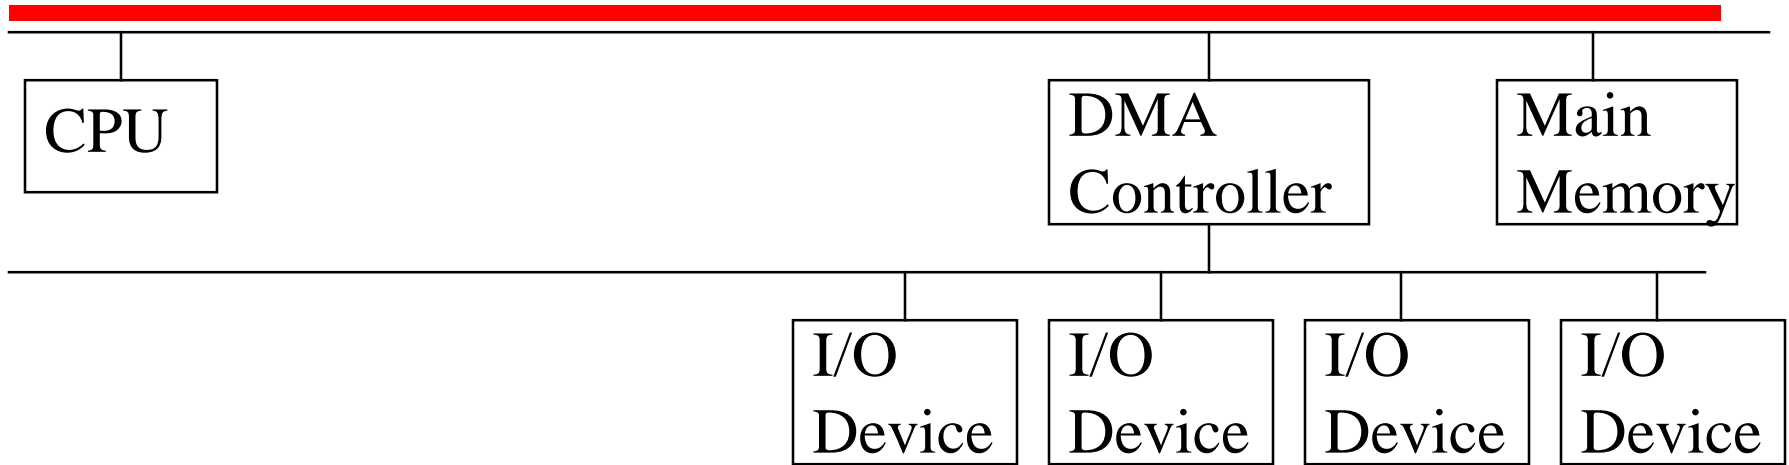 CPU
DMA
Controller
Main
Memory
I/O
Device
I/O
Device
I/O
Device
I/O
Device